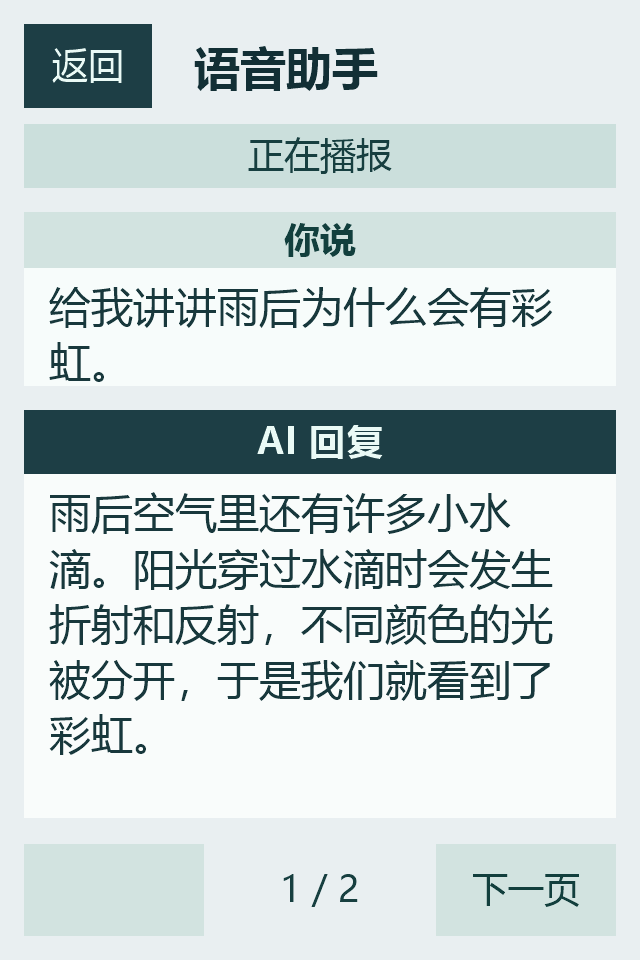 返回
语音助手
正在播报
你说
给我讲讲雨后为什么会有彩
虹。
AI 回复
雨后空气里还有许多小水
滴。阳光穿过水滴时会发生
折射和反射，不同颜色的光
被分开，于是我们就看到了
彩虹。
1 / 2
下一页